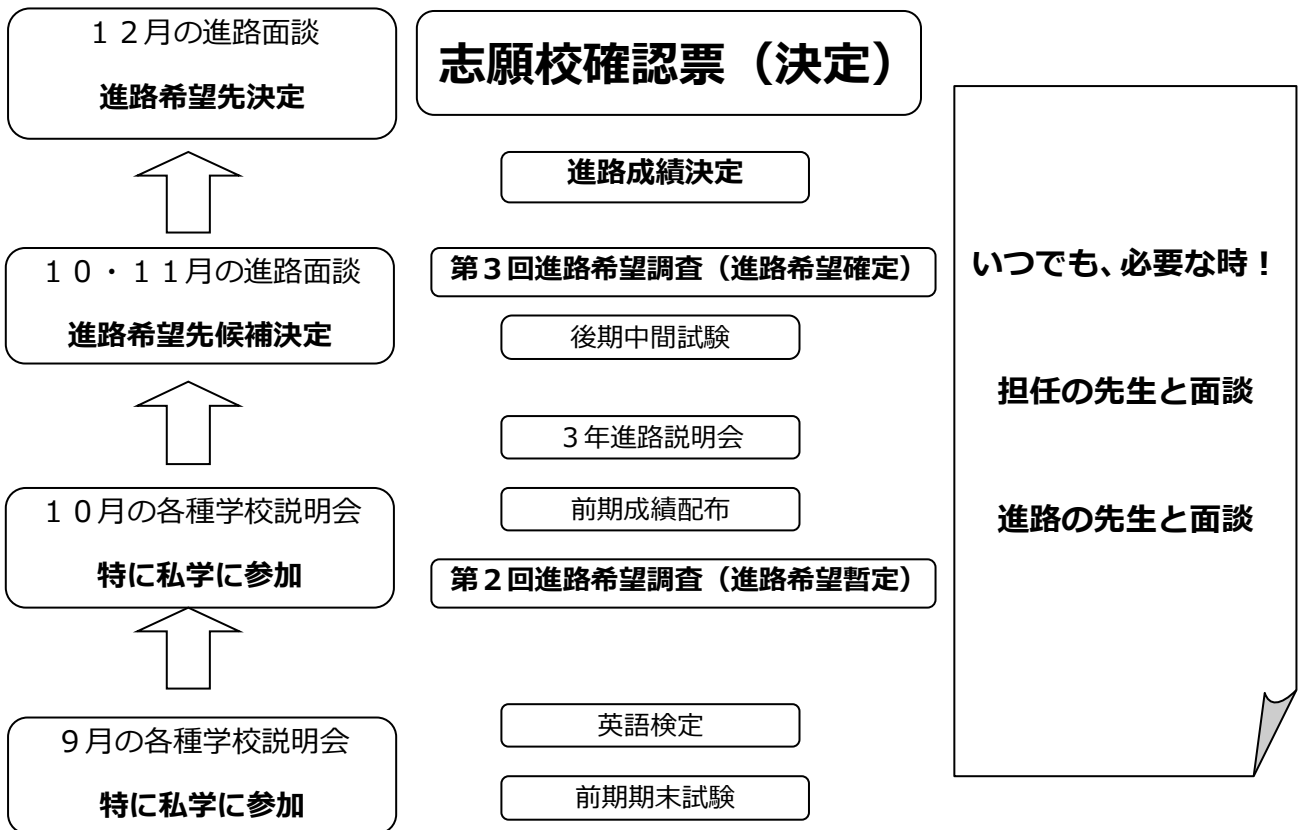 １２月の進路面談
進路希望先決定
志願校確認票（決定）
進路成績決定
１０・１１月の進路面談
進路希望先候補決定
第３回進路希望調査（進路希望確定）
後期中間試験
３年進路説明会
１０月の各種学校説明会
特に私学に参加
前期成績配布
第２回進路希望調査（進路希望暫定）
９月の各種学校説明会
特に私学に参加
英語検定
前期期末試験
いつでも、必要な時！
担任の先生と面談
進路の先生と面談